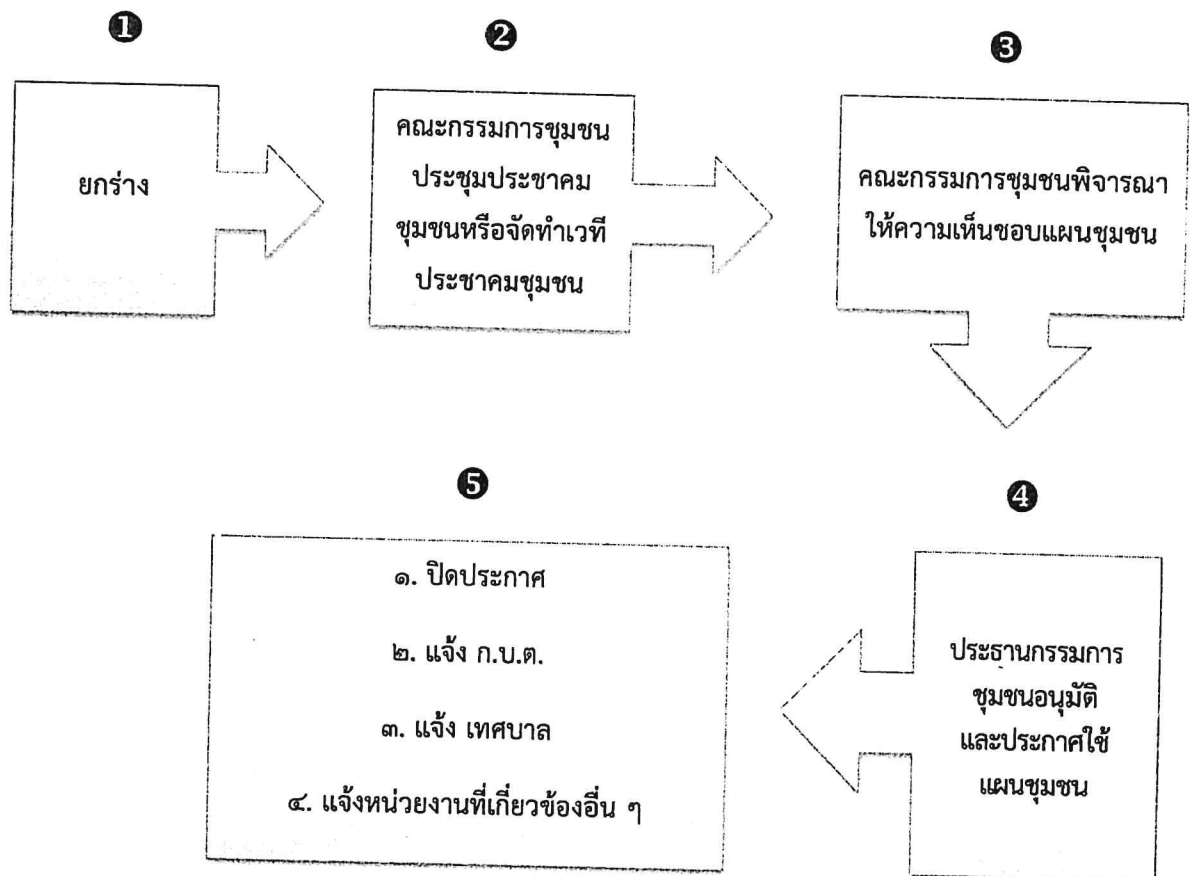 ❶
ยกร่าง
❷
คณะกรรมการชุมชน
ประชุมประชาคม
ชุมชนหรือจัดทำเวที
ประชาคมชุมชน
❸
คณะกรรมการชุมชนพิจารณา
ให้ความเห็นชอบแผนชุมชน
❹
ประธานกรรมการ
ชุมชนอนุมัติ
และประกาศใช้
แผนชุมชน
❺
๑. ปิดประกาศ
๒. แจ้ง ก.บ.ต.
๓. แจ้ง เทศบาล
๔. แจ้งหน่วยงานที่เกี่ยวข้องอื่น ๆ